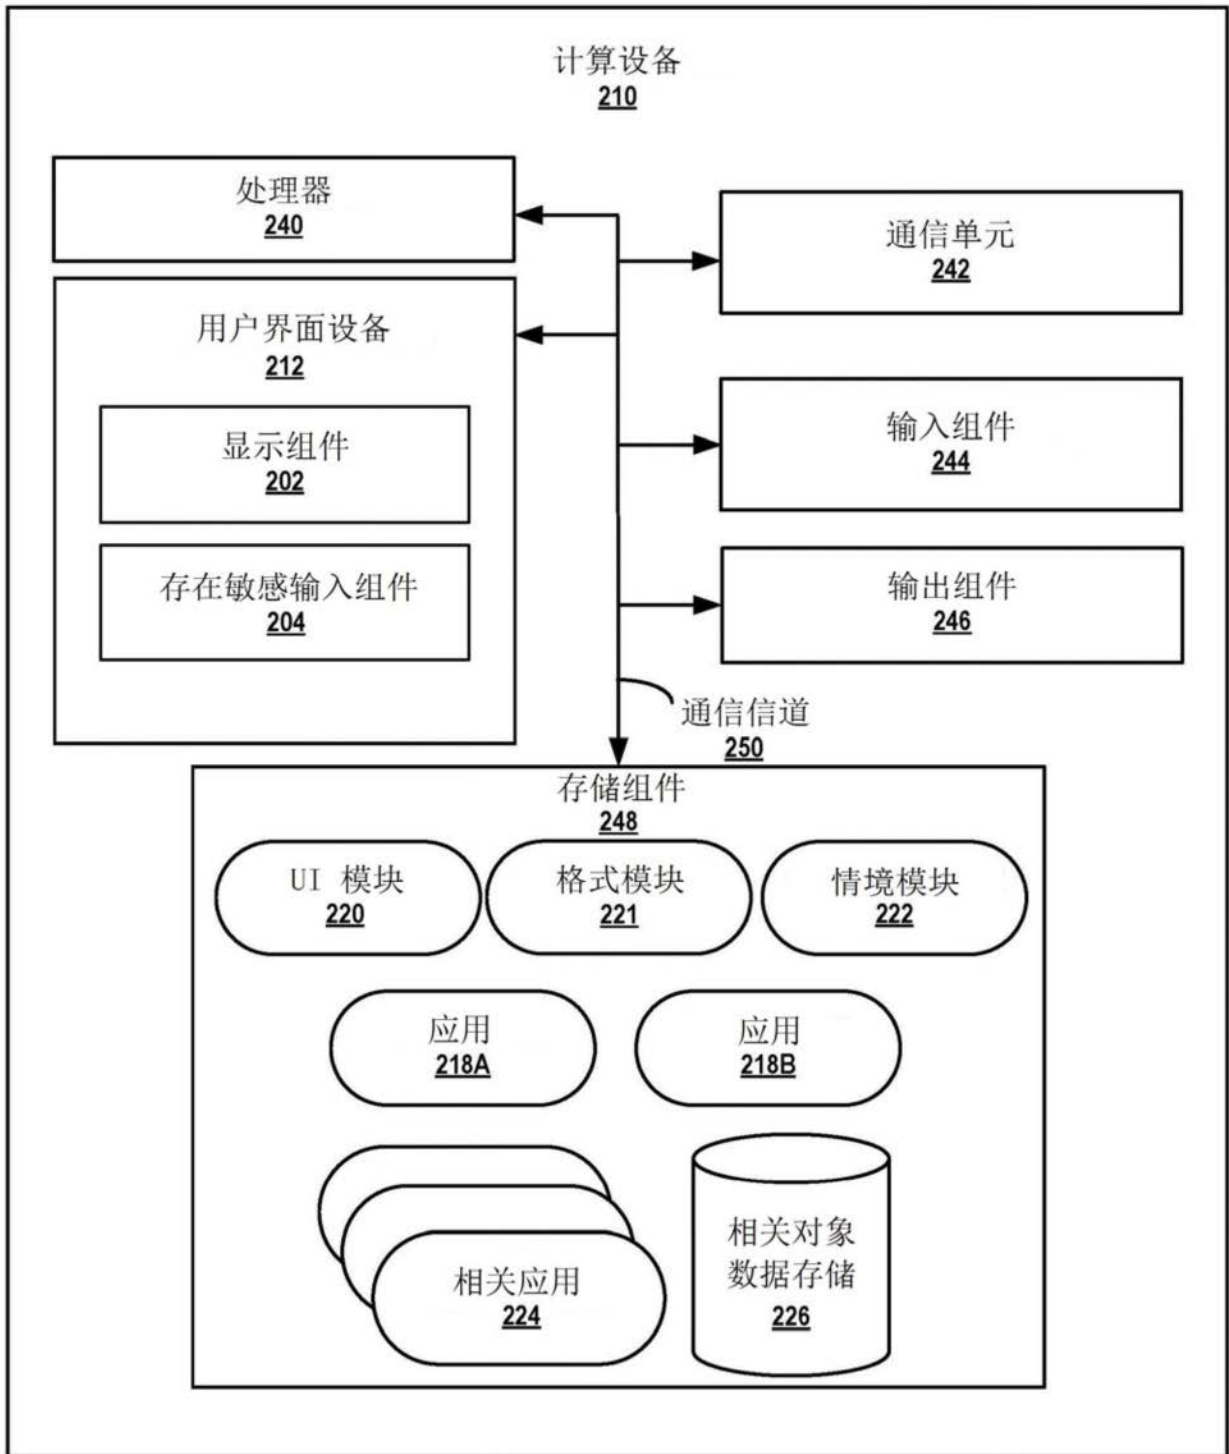 计算设备
210
处理器
240
通信单元
242
用户界面设备
212
显示组件
202
输入组件
244
存在敏感输入组件
204
输出组件
246
通信信道
250
存储组件
248
UI 模块
220
格式模块
221
情境模块
222
应用
218A
应用
218B
相关应用
224
相关对象
数据存储
226